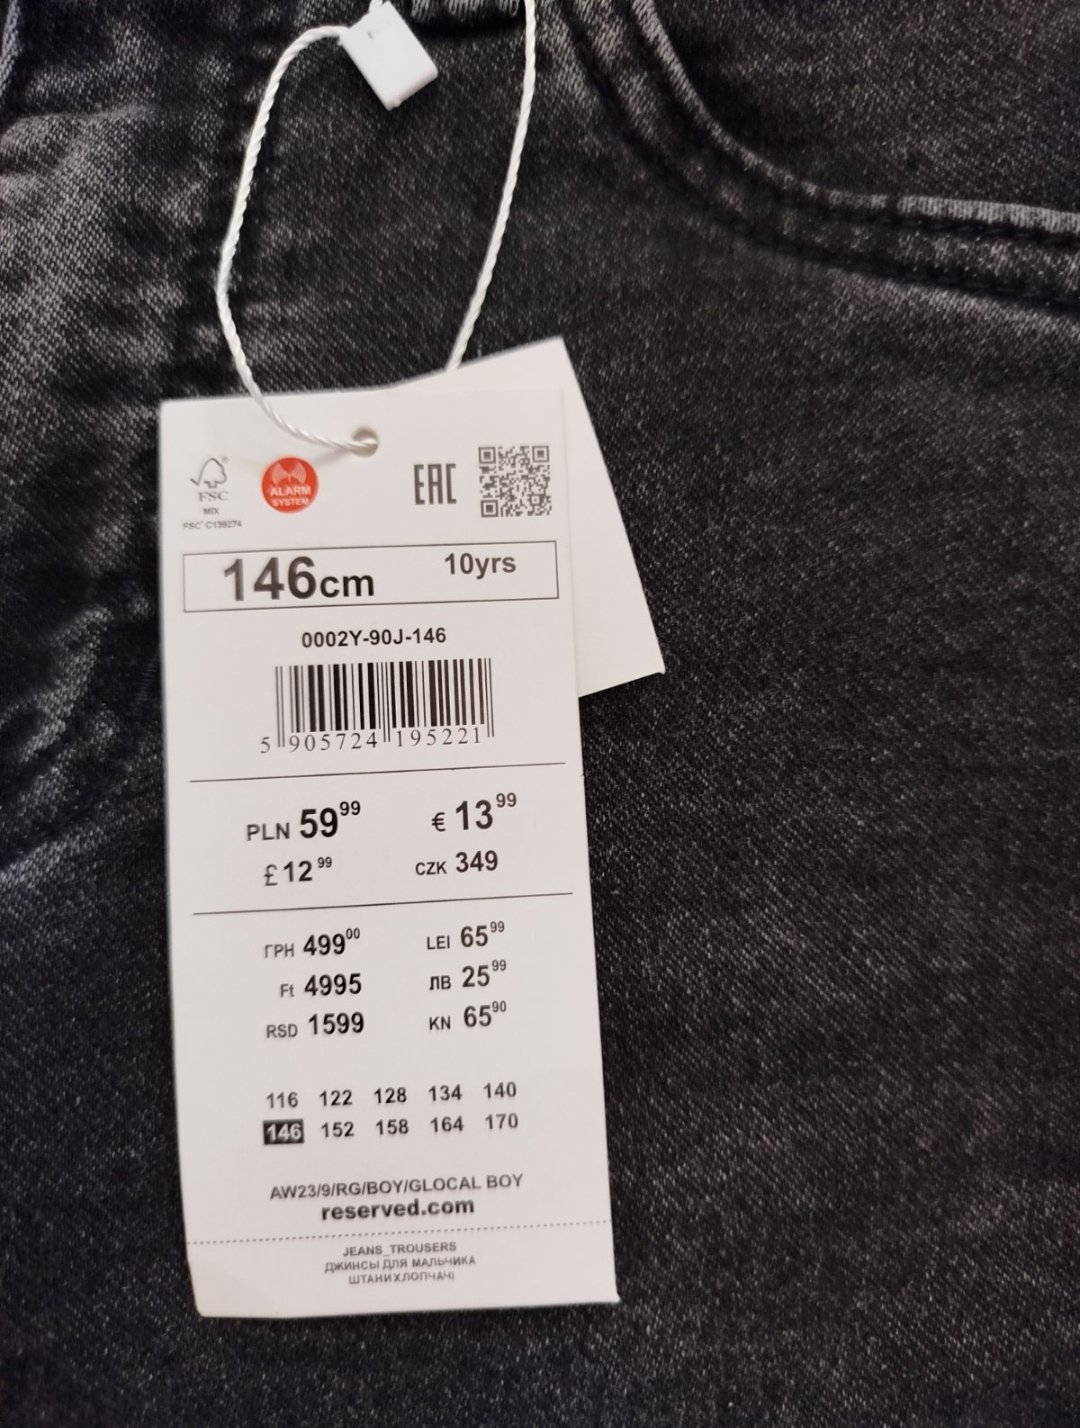 FSC®
MIX
FSC® C139274
ALARM
SYSTEM
EAC
146cm 10yrs
0002Y-90J-146
5 905724 195221
PLN 59⁹⁹ € 13⁹⁹
£12⁹⁹ CZK 349
ГРН 499⁰⁰ LEI 65⁹⁹
Ft 4995 ЛВ 25⁹⁹
RSD 1599 KN 65⁹⁰
116 122 128 134 140
146 152 158 164 170
AW23/9/RG/BOY/GLOCAL BOY
reserved.com
JEANS_TROUSERS
ДЖИНСЫ ДЛЯ МАЛЬЧИКА
ШТАНИ ХЛОПЧАЧІ